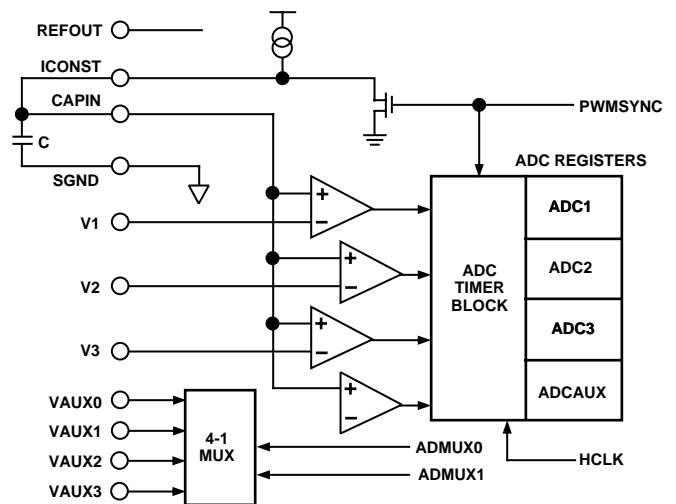 REFOUT
ICONST
CAPIN
PWMSYNC
C
SGND
ADC REGISTERS
V1
+
–
ADC1
V2
+
–
ADC
TIMER
BLOCK
ADC2
V3
+
–
ADC3
+
–
ADCAUX
VAUX0
VAUX1
VAUX2
VAUX3
4-1
MUX
ADMUX0
ADMUX1
HCLK